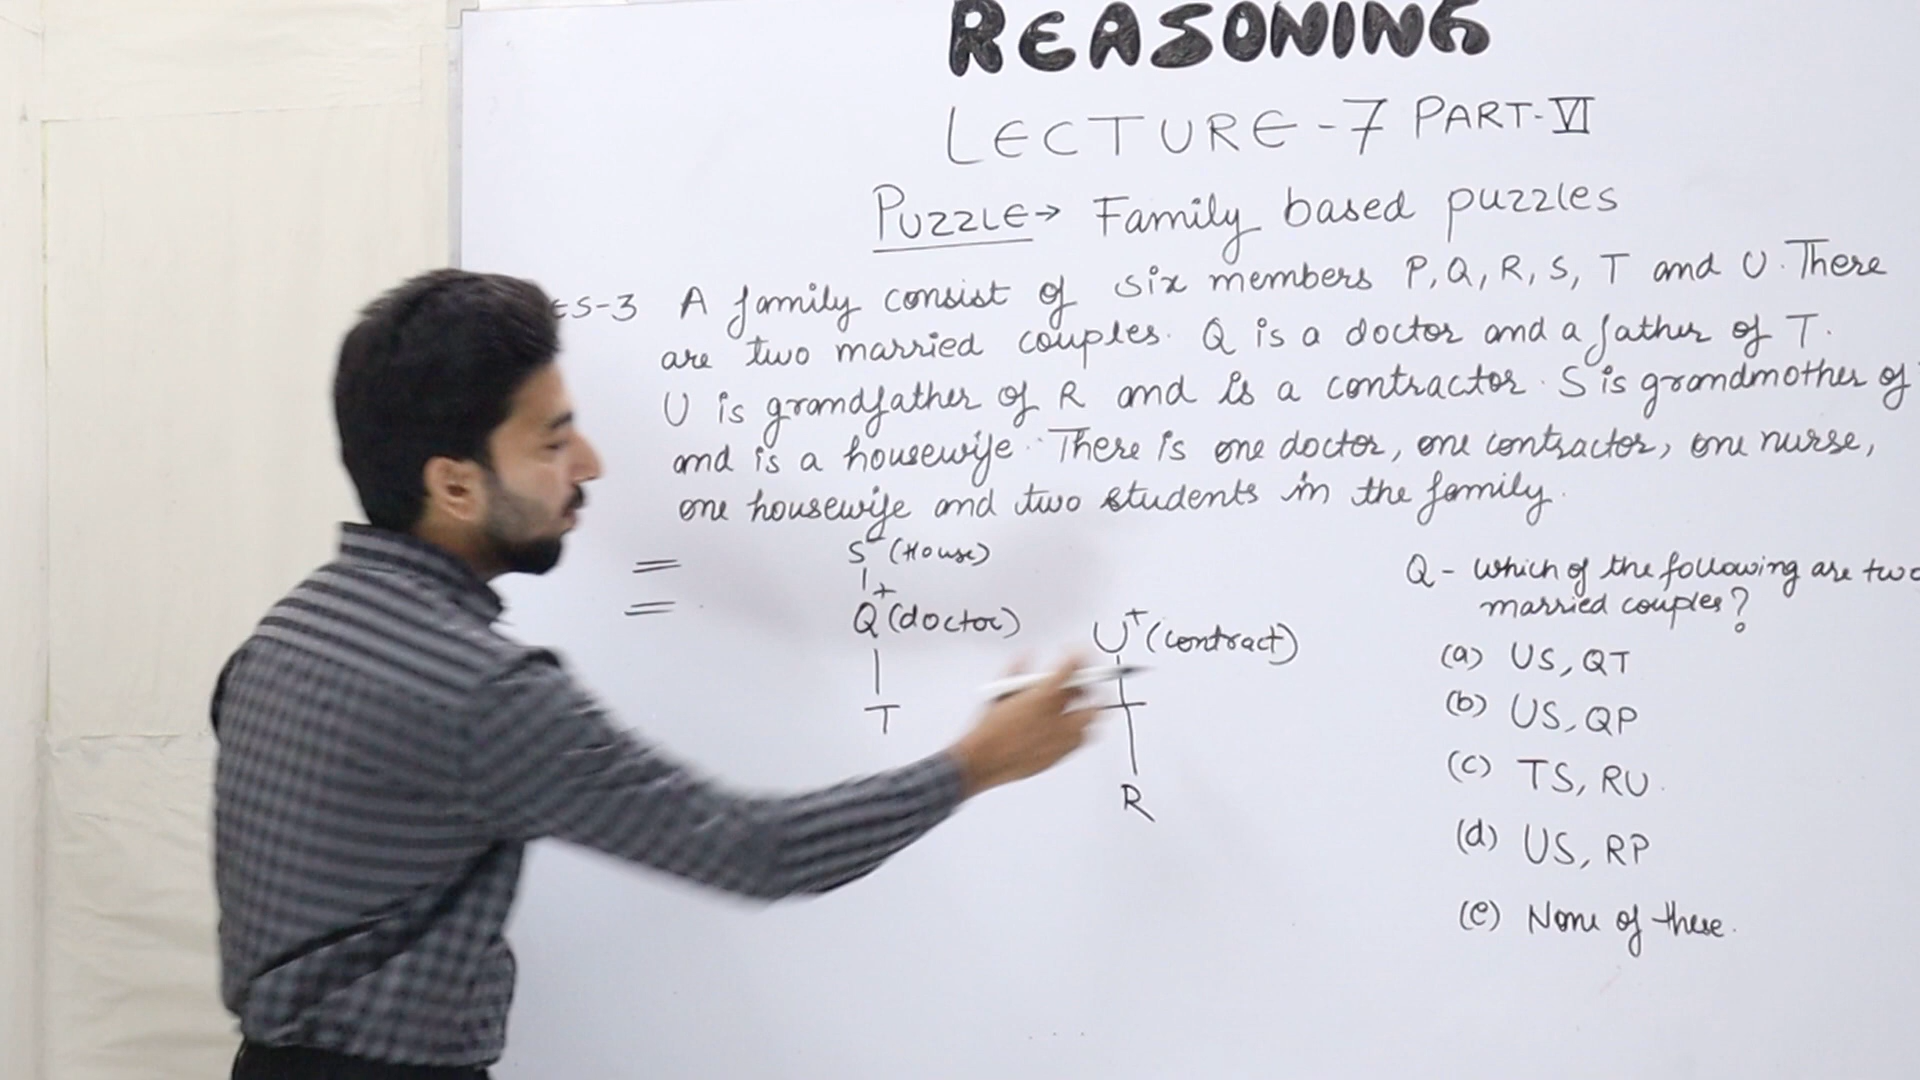 REASONING
LECTURE-7 PART-VI
PUZZLE→ Family based puzzles
ES-3 A family consist of six members P, Q, R, S, T and U. There
are two married couples. Q is a doctor and a father of T.
U is grandfather of R and is a contractor. S is grandmother of
and is a housewife. There is one doctor, one contractor, one nurse,
one housewife and two students in the family.
S⁻ (House)
Q⁺ (doctor)
T
U⁺ (contract)
R
Q - Which of the following are two
married couples?
(a) US, QT
(b) US, QP
(c) TS, RU.
(d) US, RP
(e) None of these.